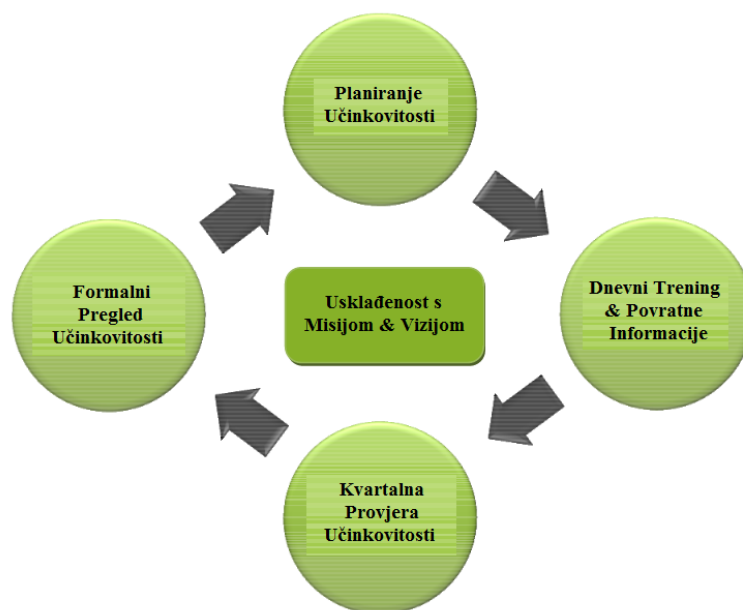 Planiranje
Učinkovitosti
Dnevni Trening
& Povratne
Informacije
Usklađenost s
Misijom & Vizijom
Formalni
Pregled
Učinkovitosti
Kvartalna
Provjera
Učinkovitosti